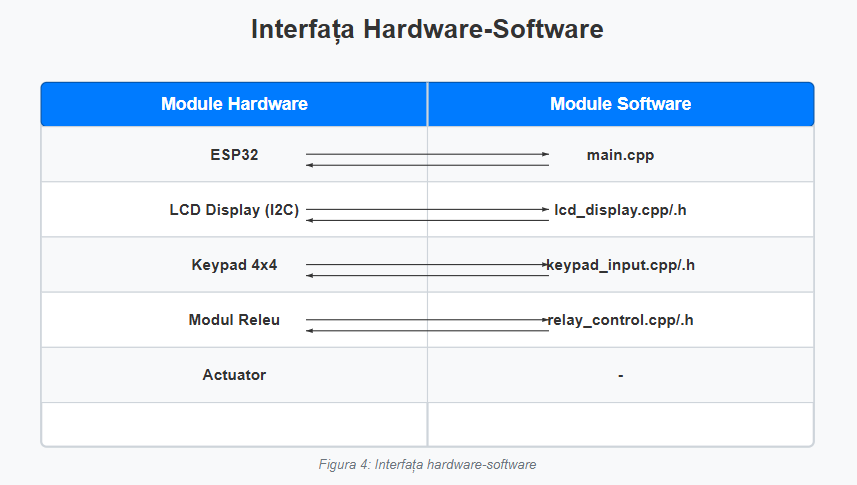 Interfața Hardware-Software
Module Hardware Module Software
ESP32 main.cpp
LCD Display (I2C) lcd_display.cpp/.h
Keypad 4x4 keypad_input.cpp/.h
Modul Releu relay_control.cpp/.h
Actuator -
Figura 4: Interfața hardware-software